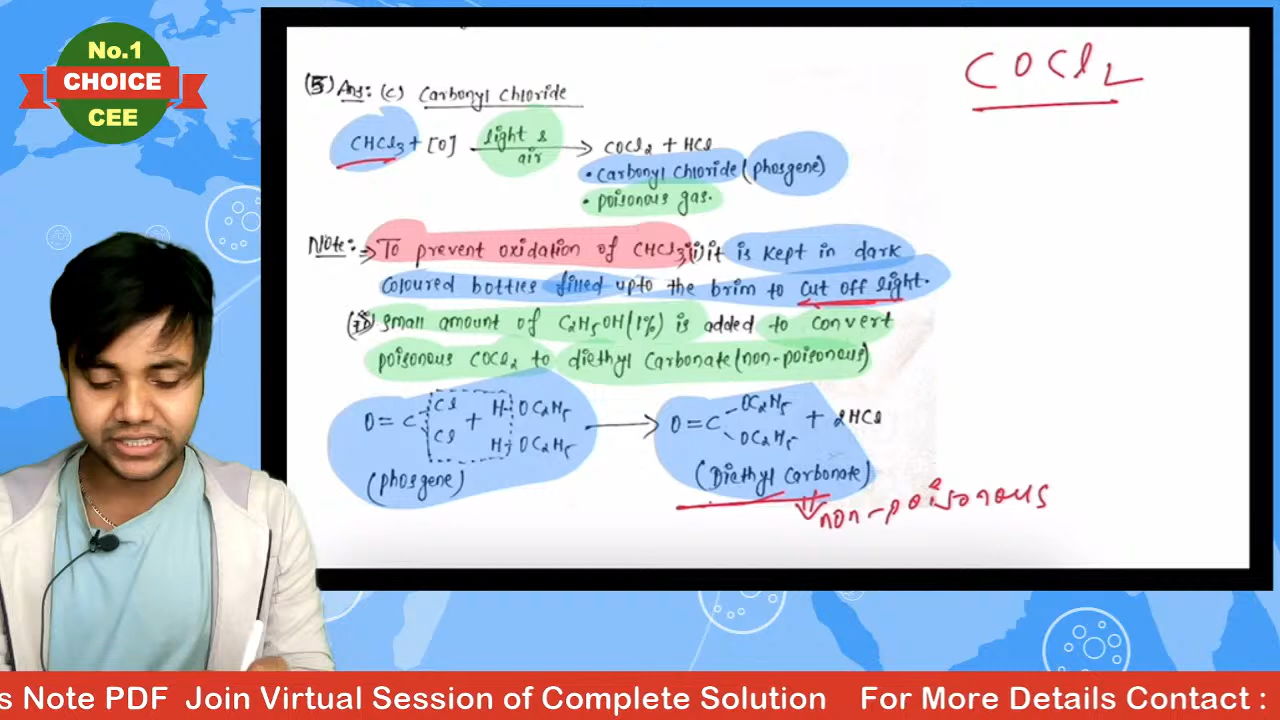 No.1
CHOICE
CEE
COCl2
(5) Ans: (c) Carbonyl Chloride
CHCl3 + [O] light & air → COCl2 + HCl
• Carbonyl Chloride (phosgene)
• poisonous gas.
Note:- → To prevent oxidation of CHCl3 (i) it is kept in dark
Coloured bottles filled upto the brim to cut off light.
(ii) small amount of C2H5OH (1%) is added to convert
poisonous COCl2 to diethyl Carbonate (non-poisonous)
O = C Cl Cl + H- OC2H5 H- OC2H5 → O = C OC2H5 OC2H5 + 2HCl
(phosgene) (Diethyl Carbonate)
non-poisonous
s Note PDF Join Virtual Session of Complete Solution For More Details Contact :